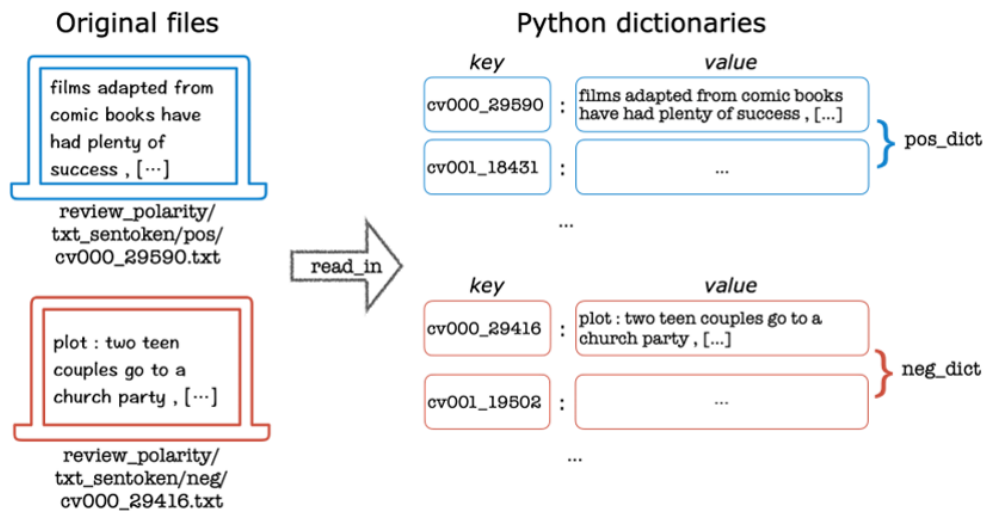 Original files
Python dictionaries
films adapted from
comic books have
had plenty of
success , [...]
review_polarity/
txt_sentoken/pos/
cv000_29590.txt
key
value
cv000_29590
:
films adapted from comic books
have had plenty of success , [...]
cv001_18431
:
...
pos_dict
...
read_in
plot : two teen
couples go to a
church party , [...]
review_polarity/
txt_sentoken/neg/
cv000_29416.txt
key
value
cv000_29416
:
plot : two teen couples go to a
church party , [...]
cv001_19502
:
...
neg_dict
...